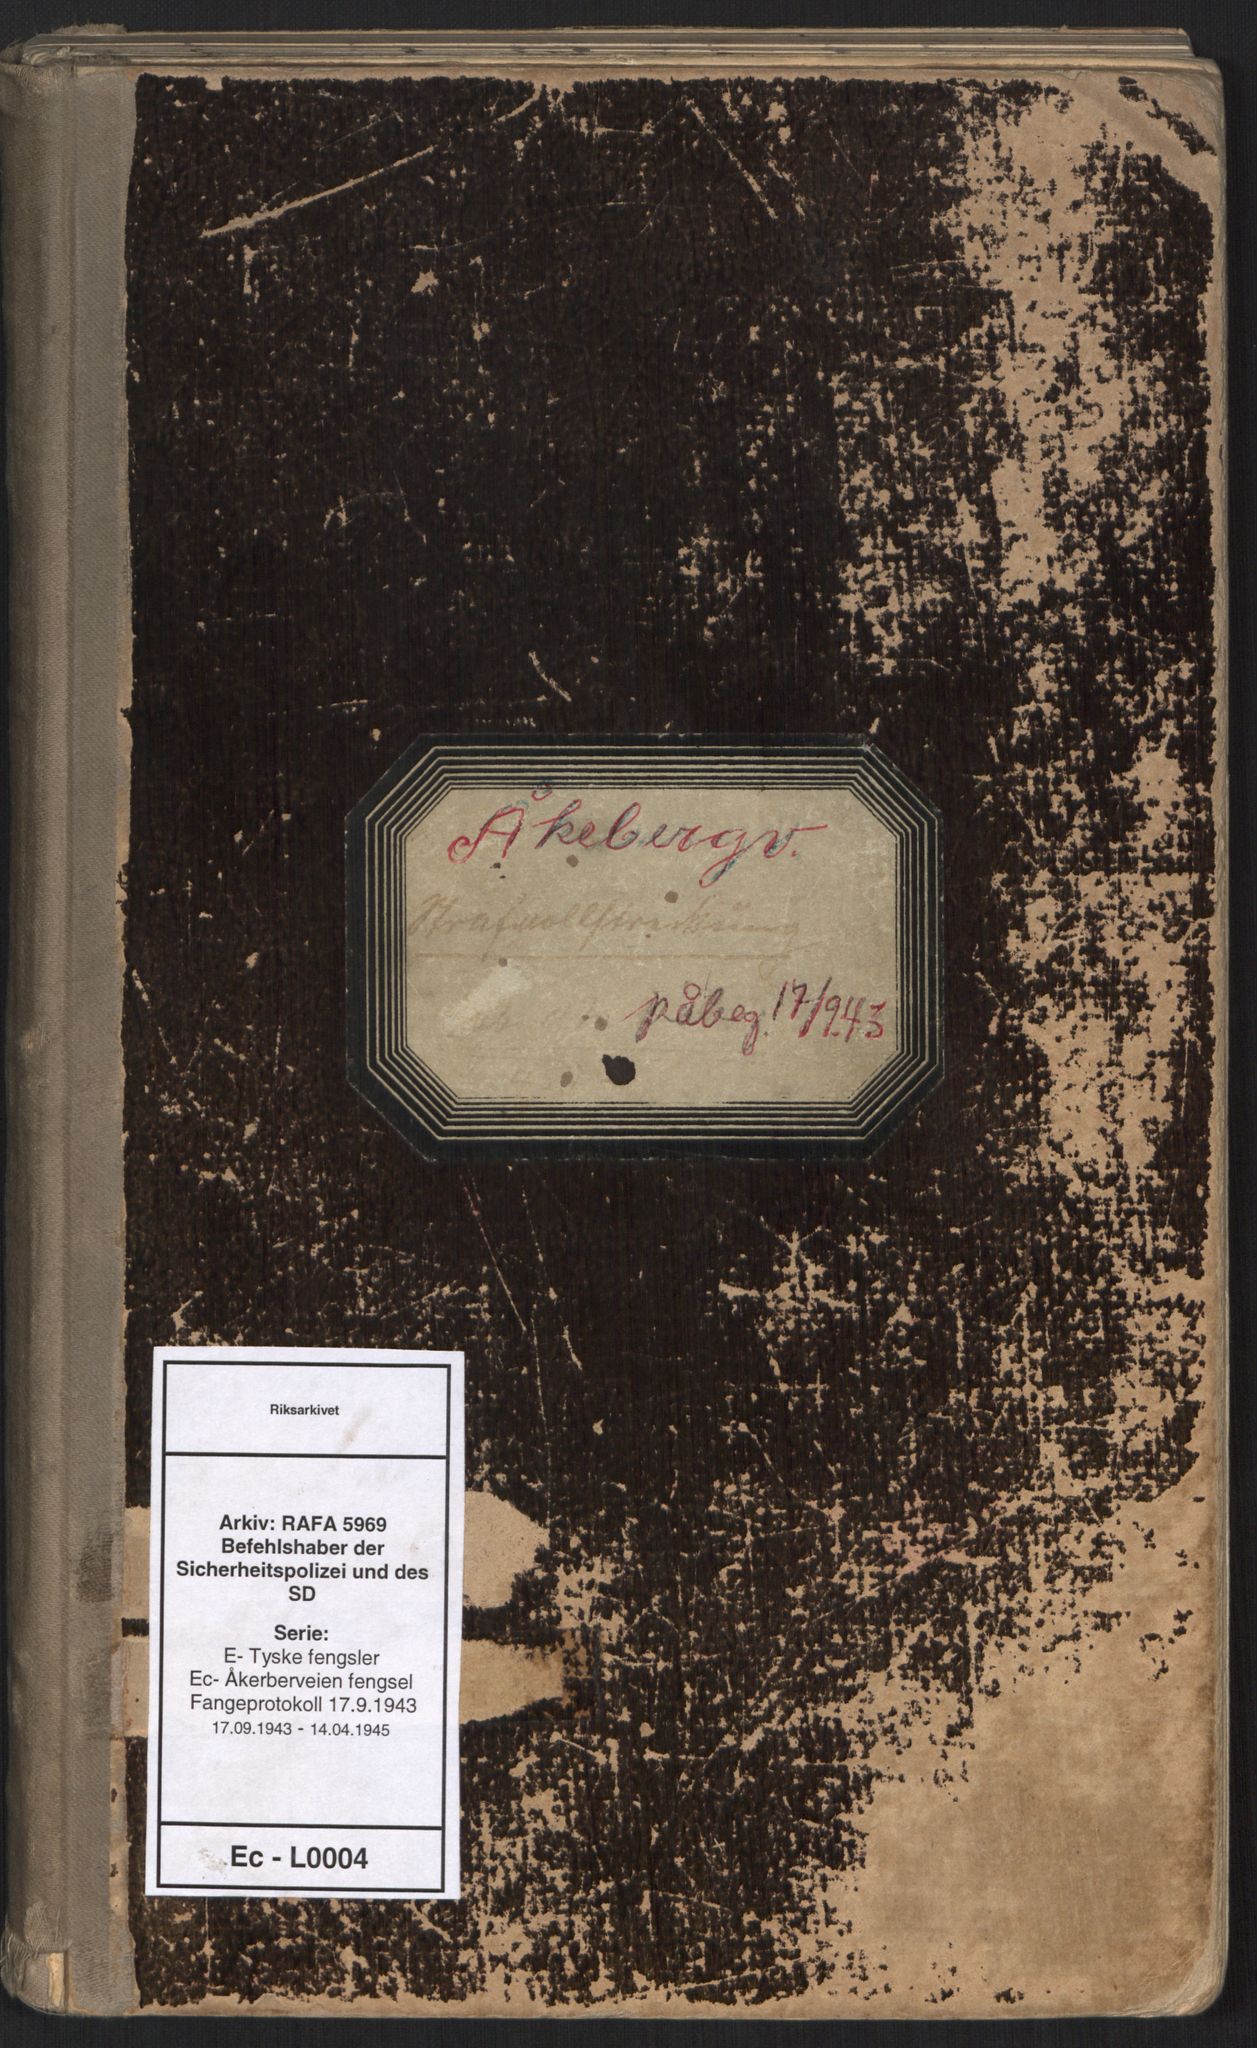 Åkebergv.
Strafvollstreckung
påbeg. 17/9.43
Riksarkivet
Arkiv: RAFA 5969
Befehlshaber der
Sicherheitspolizei und des
SD
Serie:
E- Tyske fengsler
Ec- Åkerberveien fengsel
Fangeprotokoll 17.9.1943
17.09.1943 - 14.04.1945
Ec - L0004